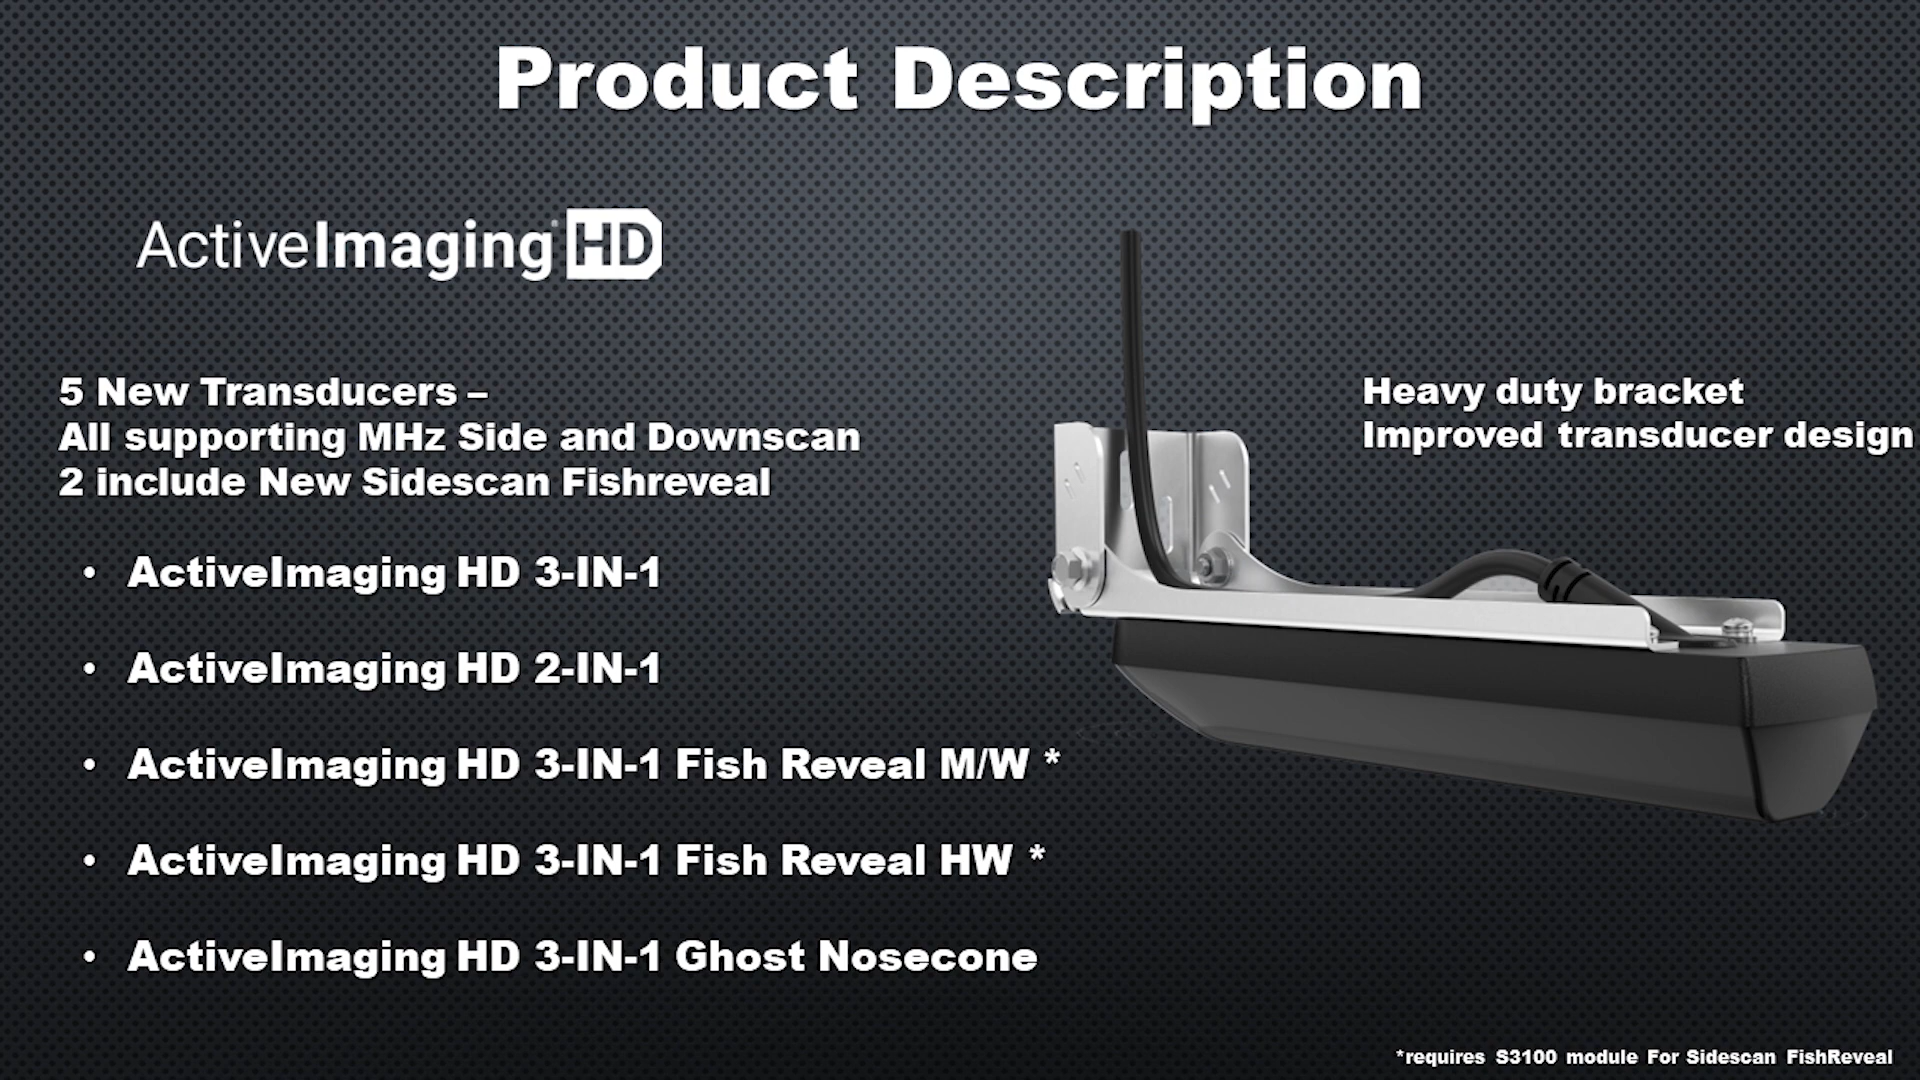 Product Description
ActiveImaging HD
5 New Transducers –
All supporting MHz Side and Downscan
2 include New Sidescan Fishreveal
• ActiveImaging HD 3-IN-1
• ActiveImaging HD 2-IN-1
• ActiveImaging HD 3-IN-1 Fish Reveal M/W *
• ActiveImaging HD 3-IN-1 Fish Reveal HW *
• ActiveImaging HD 3-IN-1 Ghost Nosecone
Heavy duty bracket
Improved transducer design
*requires S3100 module For Sidescan FishReveal